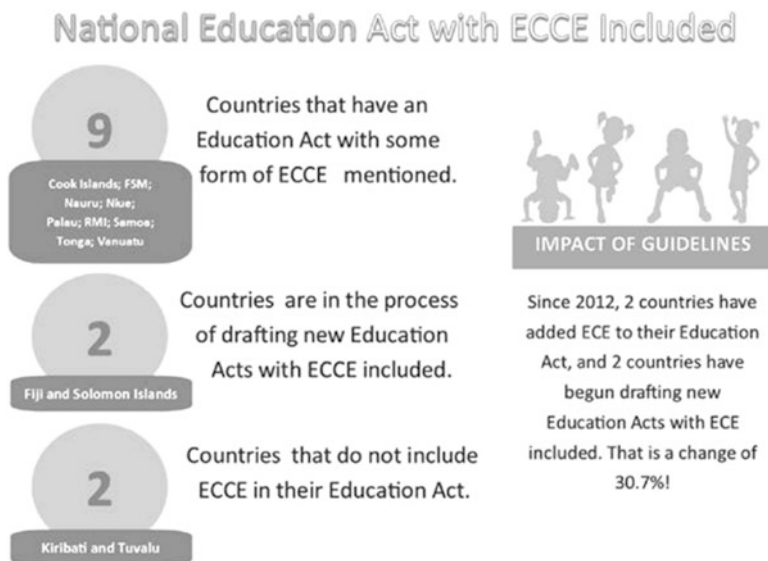 National Education Act with ECCE Included
9
Cook Islands; FSM;
Nauru; Niue;
Palau; RMI; Samoa;
Tonga; Vanuatu
Countries that have an
Education Act with some
form of ECCE mentioned.
2
Fiji and Solomon Islands
Countries are in the process
of drafting new Education
Acts with ECCE included.
2
Kiribati and Tuvalu
Countries that do not include
ECCE in their Education Act.
IMPACT OF GUIDELINES
Since 2012, 2 countries have
added ECE to their Education
Act, and 2 countries have
begun drafting new
Education Acts with ECE
included. That is a change of
30.7%!